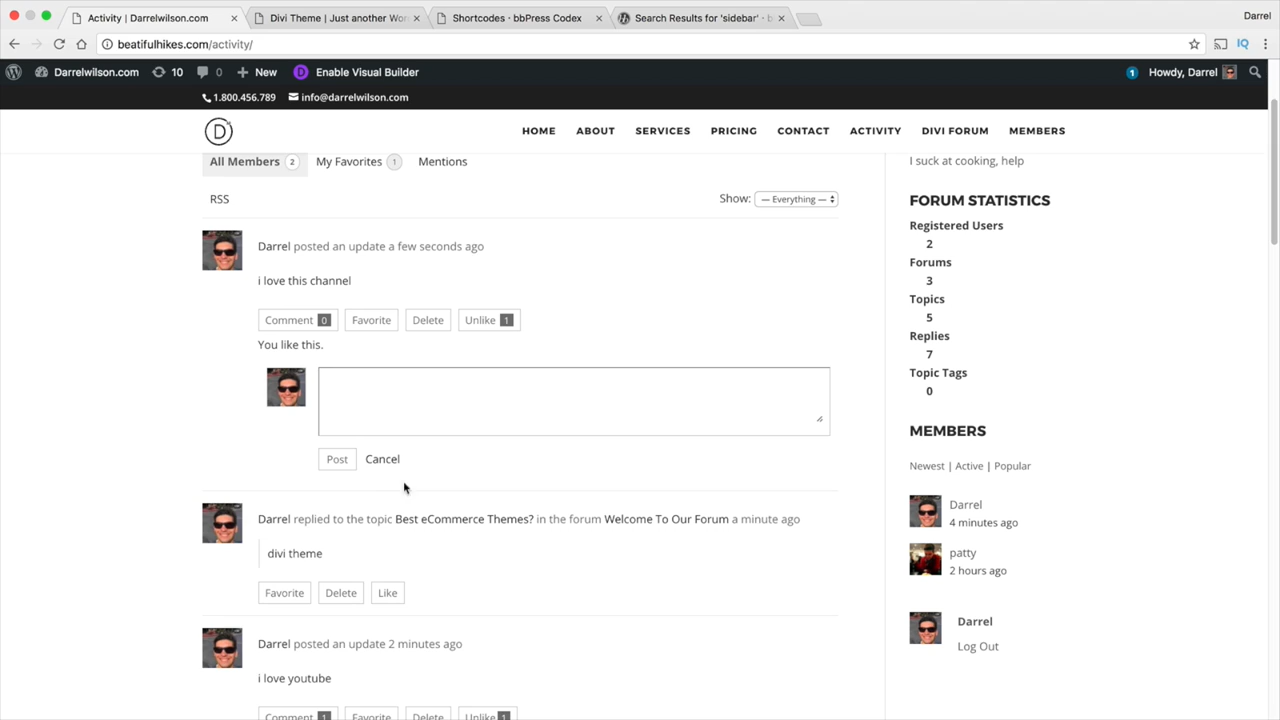 Activity | Darrelwilson.com
Divi Theme | Just another Wor
Shortcodes · bbPress Codex
Search Results for 'sidebar' · b
Darrel
beatifulhikes.com/activity/
Darrelwilson.com 10 0 New Enable Visual Builder 1 Howdy, Darrel
1.800.456.789 info@darrelwilson.com
D HOME ABOUT SERVICES PRICING CONTACT ACTIVITY DIVI FORUM MEMBERS
All Members 2 My Favorites 1 Mentions
RSS Show: — Everything —
Darrel posted an update a few seconds ago
i love this channel
Comment 0 Favorite Delete Unlike 1
You like this.
Post Cancel
Darrel replied to the topic Best eCommerce Themes? in the forum Welcome To Our Forum a minute ago
divi theme
Favorite Delete Like
Darrel posted an update 2 minutes ago
i love youtube
Comment 1 Favorite Delete Unlike 1
I suck at cooking, help
FORUM STATISTICS
Registered Users
2
Forums
3
Topics
5
Replies
7
Topic Tags
0
MEMBERS
Newest | Active | Popular
Darrel
4 minutes ago
patty
2 hours ago
Darrel
Log Out